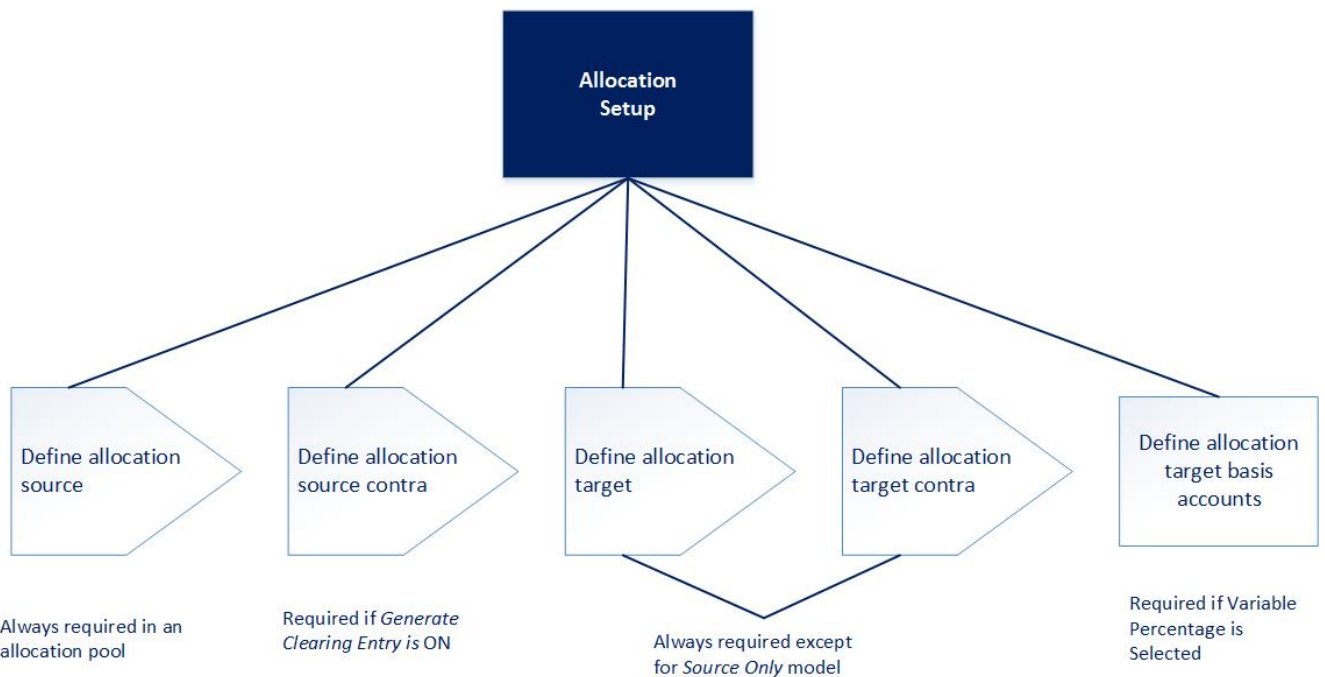 Allocation
Setup
Define allocation
source
Define allocation
source contra
Define allocation
target
Define allocation
target contra
Define allocation
target basis
accounts
Always required in an
allocation pool
Required if Generate
Clearing Entry is ON
Always required except
for Source Only model
Required if Variable
Percentage is
Selected